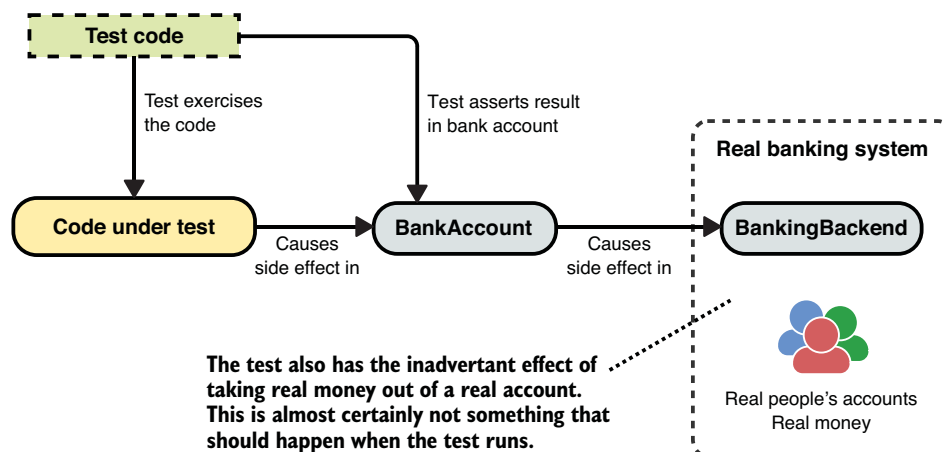 Test code
Test exercises
the code
Test asserts result
in bank account
Real banking system
Code under test
BankAccount
BankingBackend
Causes
side effect in
Causes
side effect in
The test also has the inadvertant effect of
taking real money out of a real account.
This is almost certainly not something that
should happen when the test runs.
Real people's accounts
Real money